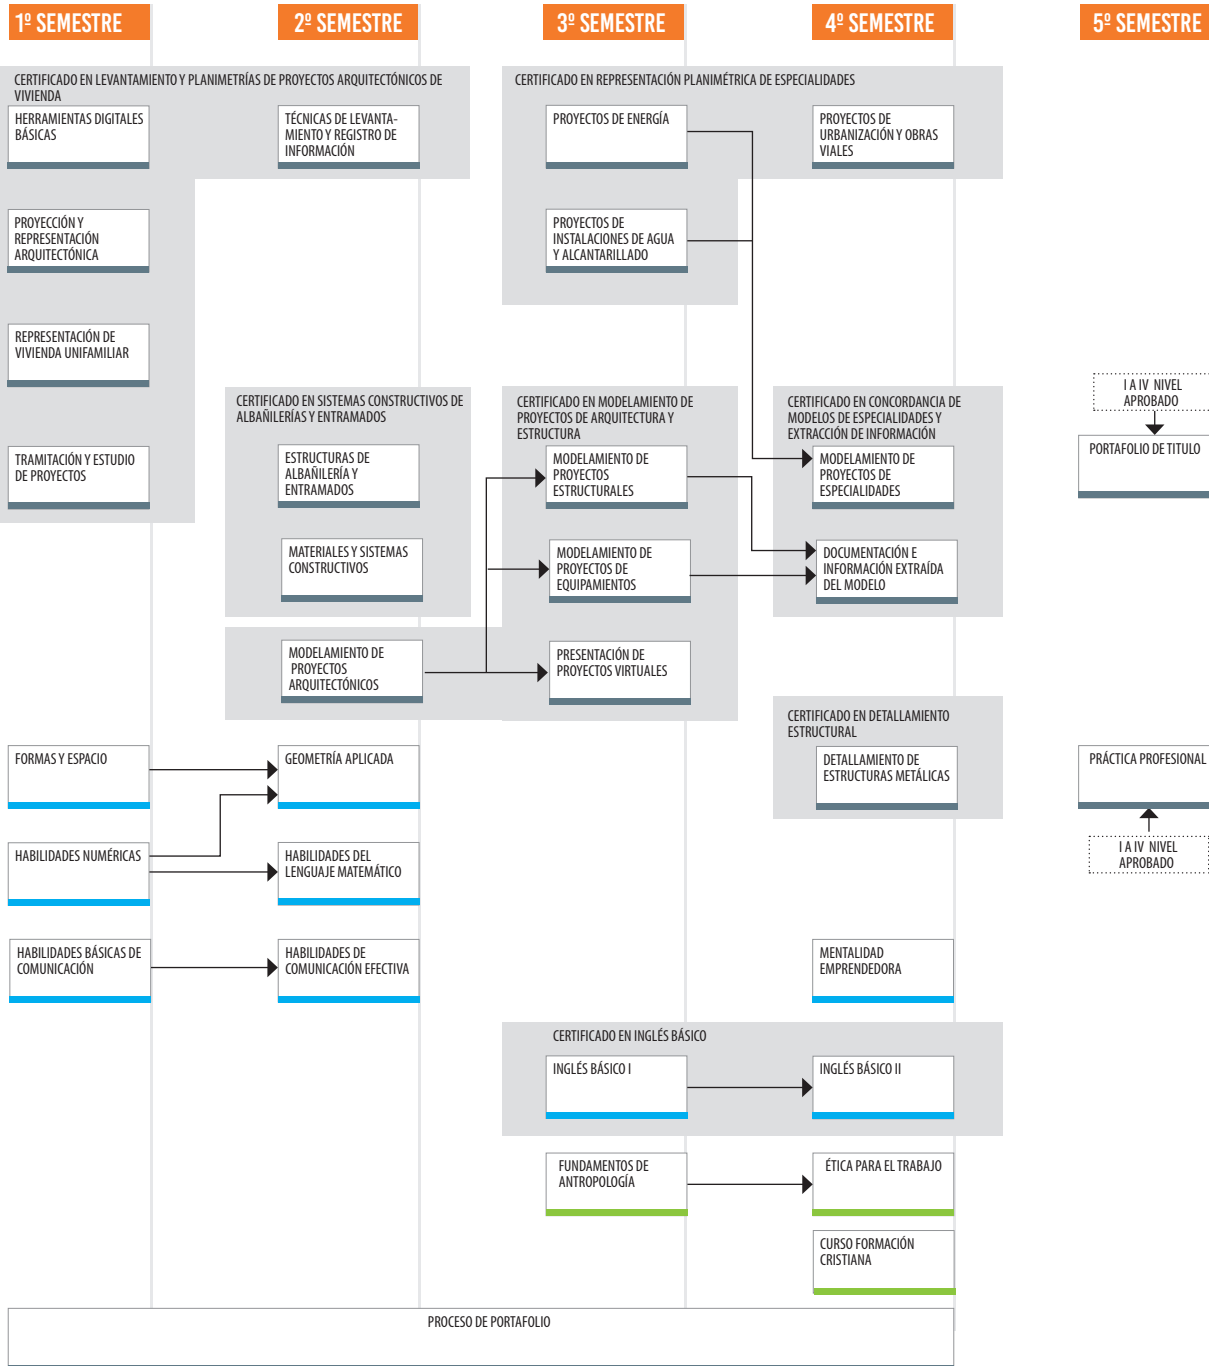 1º SEMESTRE
2º SEMESTRE
3º SEMESTRE
4º SEMESTRE
5º SEMESTRE
CERTIFICADO EN LEVANTAMIENTO Y PLANIMETRÍAS DE PROYECTOS ARQUITECTÓNICOS DE
VIVIENDA
CERTIFICADO EN REPRESENTACIÓN PLANIMÉTRICA DE ESPECIALIDADES
HERRAMIENTAS DIGITALES
BÁSICAS
TÉCNICAS DE LEVANTA-
MIENTO Y REGISTRO DE
INFORMACIÓN
PROYECTOS DE ENERGÍA
PROYECTOS DE
URBANIZACIÓN Y OBRAS
VIALES
PROYECCIÓN Y
REPRESENTACIÓN
ARQUITECTÓNICA
PROYECTOS DE
INSTALACIONES DE AGUA
Y ALCANTARILLADO
REPRESENTACIÓN DE
VIVIENDA UNIFAMILIAR
CERTIFICADO EN SISTEMAS CONSTRUCTIVOS DE
ALBAÑILERÍAS Y ENTRAMADOS
CERTIFICADO EN MODELAMIENTO DE
PROYECTOS DE ARQUITECTURA Y
ESTRUCTURA
CERTIFICADO EN CONCORDANCIA DE
MODELOS DE ESPECIALIDADES Y
EXTRACCIÓN DE INFORMACIÓN
I A IV NIVEL
APROBADO
TRAMITACIÓN Y ESTUDIO
DE PROYECTOS
ESTRUCTURAS DE
ALBAÑILERÍA Y
ENTRAMADOS
MODELAMIENTO DE
PROYECTOS
ESTRUCTURALES
MODELAMIENTO DE
PROYECTOS DE
ESPECIALIDADES
PORTAFOLIO DE TITULO
MATERIALES Y SISTEMAS
CONSTRUCTIVOS
MODELAMIENTO DE
PROYECTOS DE
EQUIPAMIENTOS
DOCUMENTACIÓN E
INFORMACIÓN EXTRAÍDA
DEL MODELO
MODELAMIENTO DE
PROYECTOS
ARQUITECTÓNICOS
PRESENTACIÓN DE
PROYECTOS VIRTUALES
CERTIFICADO EN DETALLAMIENTO
ESTRUCTURAL
FORMAS Y ESPACIO
GEOMETRÍA APLICADA
DETALLAMIENTO DE
ESTRUCTURAS METÁLICAS
PRÁCTICA PROFESIONAL
HABILIDADES NUMÉRICAS
HABILIDADES DEL
LENGUAJE MATEMÁTICO
I A IV NIVEL
APROBADO
HABILIDADES BÁSICAS DE
COMUNICACIÓN
HABILIDADES DE
COMUNICACIÓN EFECTIVA
MENTALIDAD
EMPRENDEDORA
CERTIFICADO EN INGLÉS BÁSICO
INGLÉS BÁSICO I
INGLÉS BÁSICO II
FUNDAMENTOS DE
ANTROPOLOGÍA
ÉTICA PARA EL TRABAJO
CURSO FORMACIÓN
CRISTIANA
PROCESO DE PORTAFOLIO